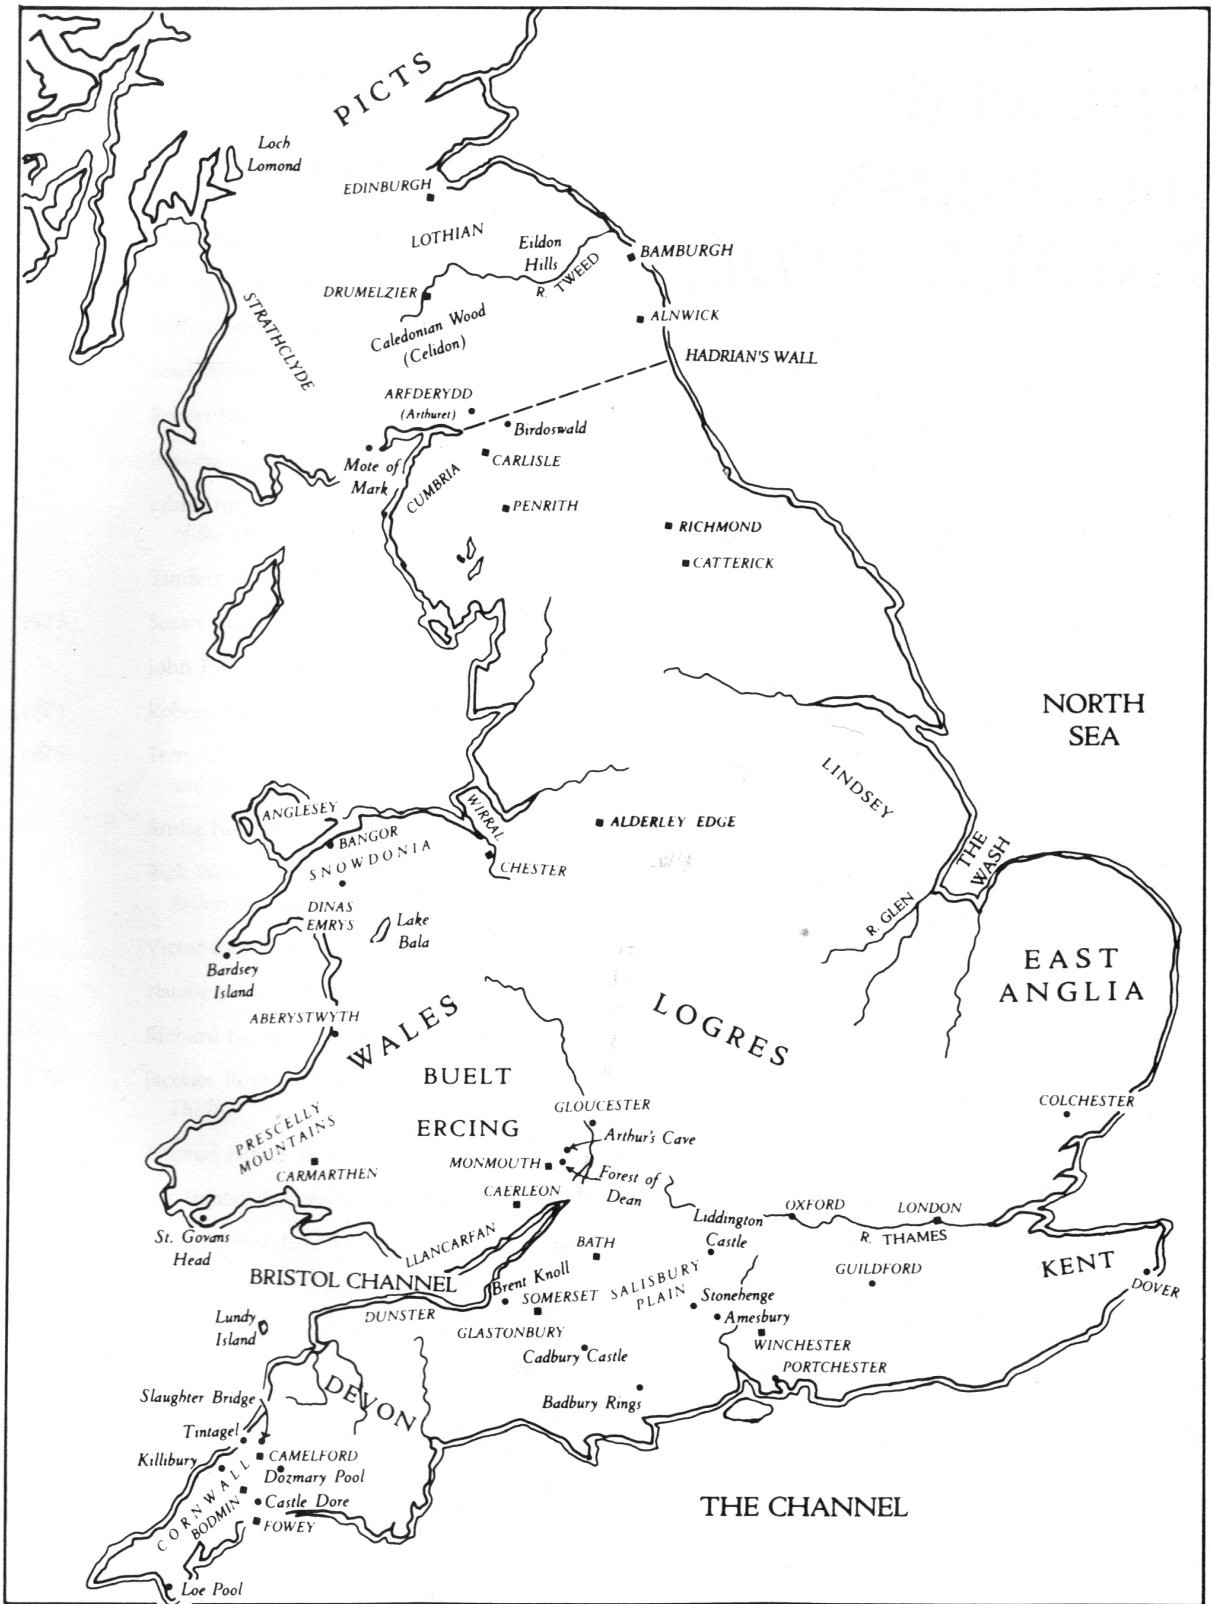 PICTS
Loch
Lomond
EDINBURGH
LOTHIAN
Eildon
Hills
BAMBURGH
R. TWEED
DRUMELZIER
STRATHCLYDE
Caledonian Wood
(Celidon)
ALNWICK
HADRIAN'S WALL
ARFDERYDD
(Arthuret)
Birdoswald
Mote of
Mark
CARLISLE
CUMBRIA
PENRITH
RICHMOND
CATTERICK
NORTH
SEA
LINDSEY
ANGLESEY
WIRRAL
ALDERLEY EDGE
BANGOR
SNOWDONIA
CHESTER
THE
WASH
DINAS
EMRYS
Lake
Bala
R. GLEN
Bardsey
Island
EAST
ANGLIA
ABERYSTWYTH
WALES
LOGRES
BUELT
GLOUCESTER
COLCHESTER
ERCING
Arthur's Cave
PRESCELLY
MOUNTAINS
MONMOUTH
CARMARTHEN
Forest of
Dean
CAERLEON
St. Govans
Head
LLANCARFAN
Liddington
Castle
OXFORD
LONDON
R. THAMES
BATH
BRISTOL CHANNEL
Brent Knoll
SOMERSET
SALISBURY
PLAIN
GUILDFORD
KENT
DOVER
Lundy
Island
DUNSTER
GLASTONBURY
Stonehenge
Amesbury
WINCHESTER
Cadbury Castle
PORTCHESTER
Slaughter Bridge
DEVON
Badbury Rings
Tintagel
Killibury
CAMELFORD
Dozmary Pool
CORNWALL
BODMIN
Castle Dore
FOWEY
THE CHANNEL
Loe Pool